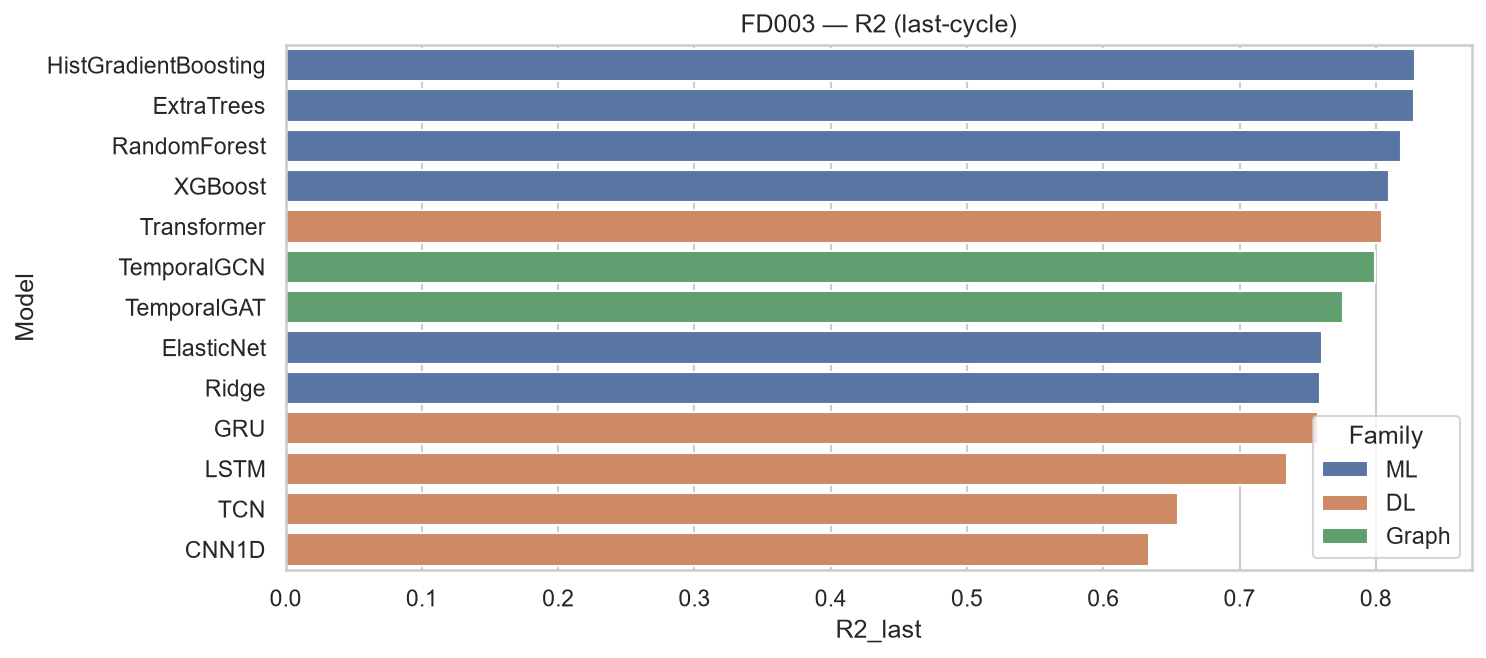 FD003 — R2 (last-cycle)
Model
HistGradientBoosting
ExtraTrees
RandomForest
XGBoost
Transformer
TemporalGCN
TemporalGAT
ElasticNet
Ridge
GRU
LSTM
TCN
CNN1D
Family
ML
DL
Graph
0.0 0.1 0.2 0.3 0.4 0.5 0.6 0.7 0.8
R2_last